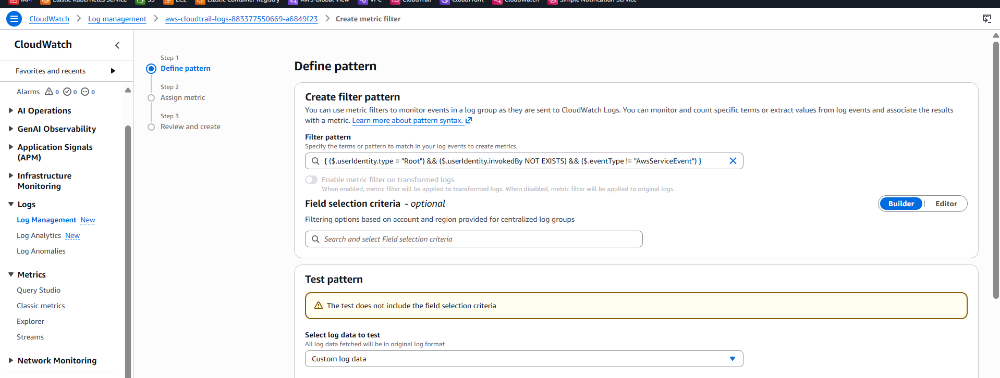 IAM Elastic Kubernetes Service S3 EC2 Elastic Container Registry AWS Global View VPC CloudTrail CloudFront CloudWatch Simple Notification Service
CloudWatch > Log management > aws-cloudtrail-logs-883377550669-a6849f23 > Create metric filter
CloudWatch
Favorites and recents
Alarms 0 0 0
AI Operations
GenAI Observability
Application Signals
(APM)
Infrastructure
Monitoring
Logs
Log Management New
Log Analytics New
Log Anomalies
Metrics
Query Studio
Classic metrics
Explorer
Streams
Network Monitoring
Step 1
Define pattern
Step 2
Assign metric
Step 3
Review and create
Define pattern
Create filter pattern
You can use metric filters to monitor events in a log group as they are sent to CloudWatch Logs. You can monitor and count specific terms or extract values from log events and associate the results
with a metric. Learn more about pattern syntax.
Filter pattern
Specify the terms or pattern to match in your log events to create metrics.
{ ($.userIdentity.type = "Root") && ($.userIdentity.invokedBy NOT EXISTS) && ($.eventType != "AwsServiceEvent") }
Enable metric filter on transformed logs
When enabled, metric filter will be applied to transformed logs. When disabled, metric filter will be applied to original logs.
Field selection criteria - optional
Builder | Editor
Filtering options based on account and region provided for centralized log groups
Search and select Field selection criteria
Test pattern
The test does not include the field selection criteria
Select log data to test
All log data fetched will be in original log format
Custom log data